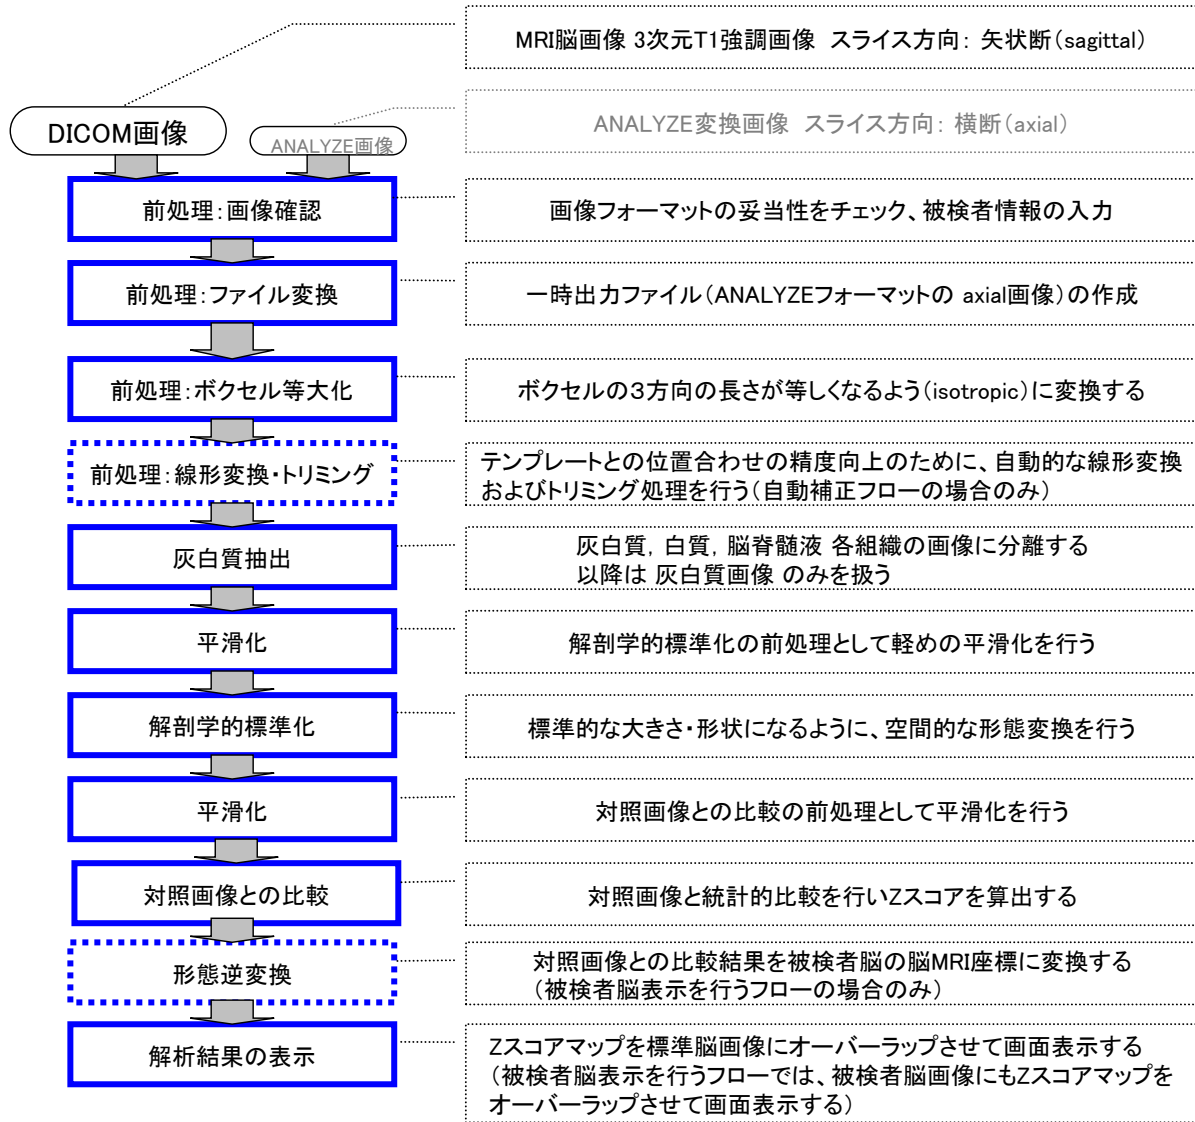 MRI脳画像 3次元T1強調画像 スライス方向： 矢状断（sagittal）
DICOM画像
ANALYZE画像
ANALYZE変換画像 スライス方向： 横断（axial）
前処理：画像確認
画像フォーマットの妥当性をチェック、被検者情報の入力
前処理：ファイル変換
一時出力ファイル（ANALYZEフォーマットの axial画像）の作成
前処理：ボクセル等大化
ボクセルの３方向の長さが等しくなるよう（isotropic）に変換する
前処理：線形変換・トリミング
テンプレートとの位置合わせの精度向上のために、自動的な線形変換
およびトリミング処理を行う（自動補正フローの場合のみ）
灰白質抽出
灰白質, 白質, 脳脊髄液 各組織の画像に分離する
以降は 灰白質画像 のみを扱う
平滑化
解剖学的標準化の前処理として軽めの平滑化を行う
解剖学的標準化
標準的な大きさ・形状になるように、空間的な形態変換を行う
平滑化
対照画像との比較の前処理として平滑化を行う
対照画像との比較
対照画像と統計的比較を行いZスコアを算出する
形態逆変換
対照画像との比較結果を被検者脳の脳MRI座標に変換する
（被検者脳表示を行うフローの場合のみ）
解析結果の表示
Zスコアマップを標準脳画像にオーバーラップさせて画面表示する
（被検者脳表示を行うフローでは、被検者脳画像にもZスコアマップを
オーバーラップさせて画面表示する）